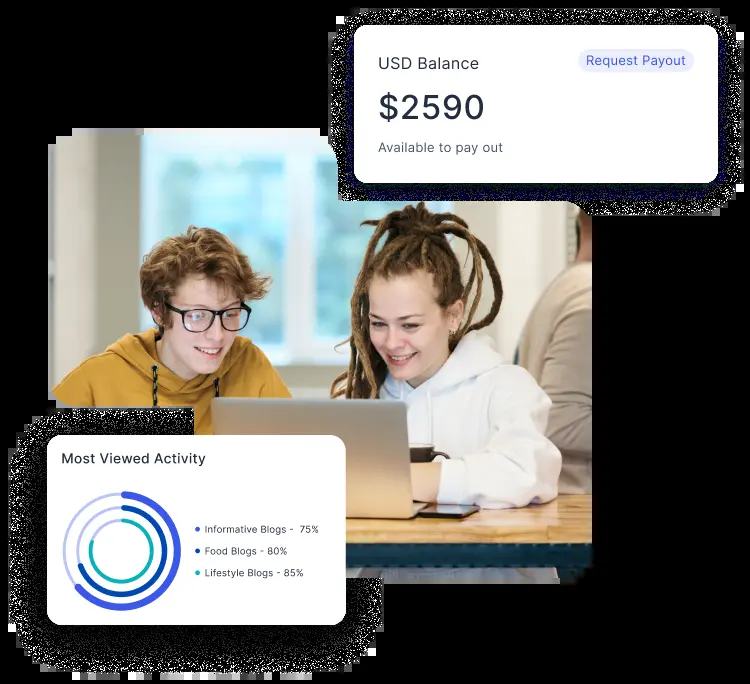 USD Balance
Request Payout
$2590
Available to pay out
Most Viewed Activity
Informative Blogs - 75%
Food Blogs - 80%
Lifestyle Blogs - 85%